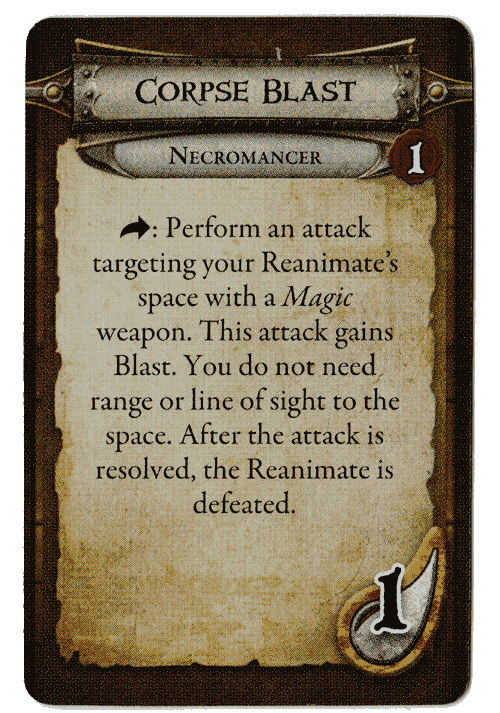 Corpse Blast
Necromancer
1
: Perform an attack
targeting your Reanimate's
space with a Magic
weapon. This attack gains
Blast. You do not need
range or line of sight to the
space. After the attack is
resolved, the Reanimate is
defeated.
1